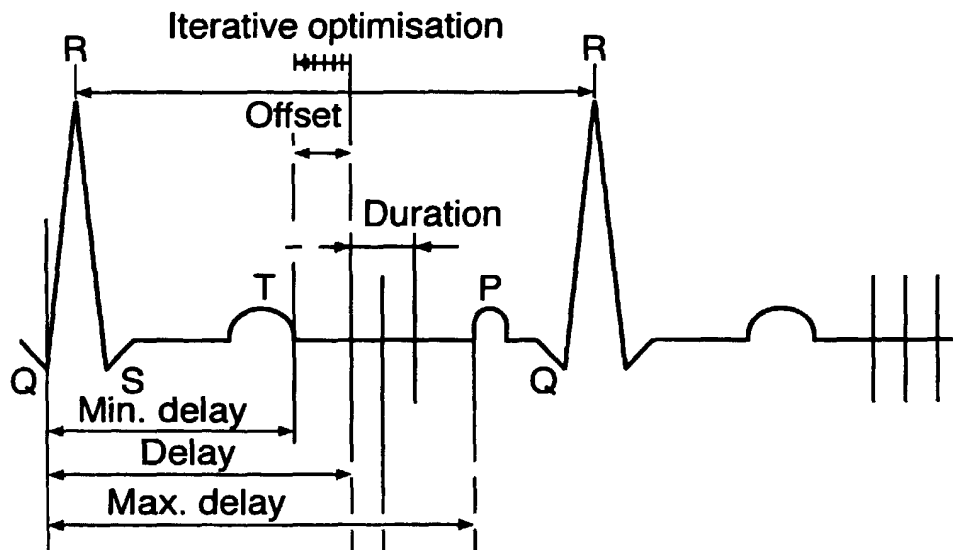 Iterative optimisation
R R
Offset
Duration
T P
Q S Q
Min. delay
Delay
Max. delay